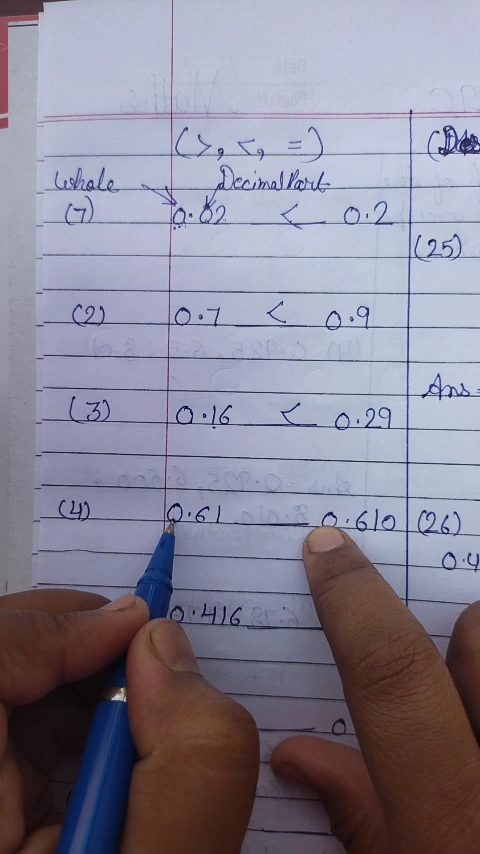 (>, <, =)
Whole Decimal Part
(1) 0.02 < 0.2
(25)
(2) 0.7 < 0.9
Ans =
(3) 0.16 < 0.29
(4) 0.61 0.610 (26)
0.4
0.416
0